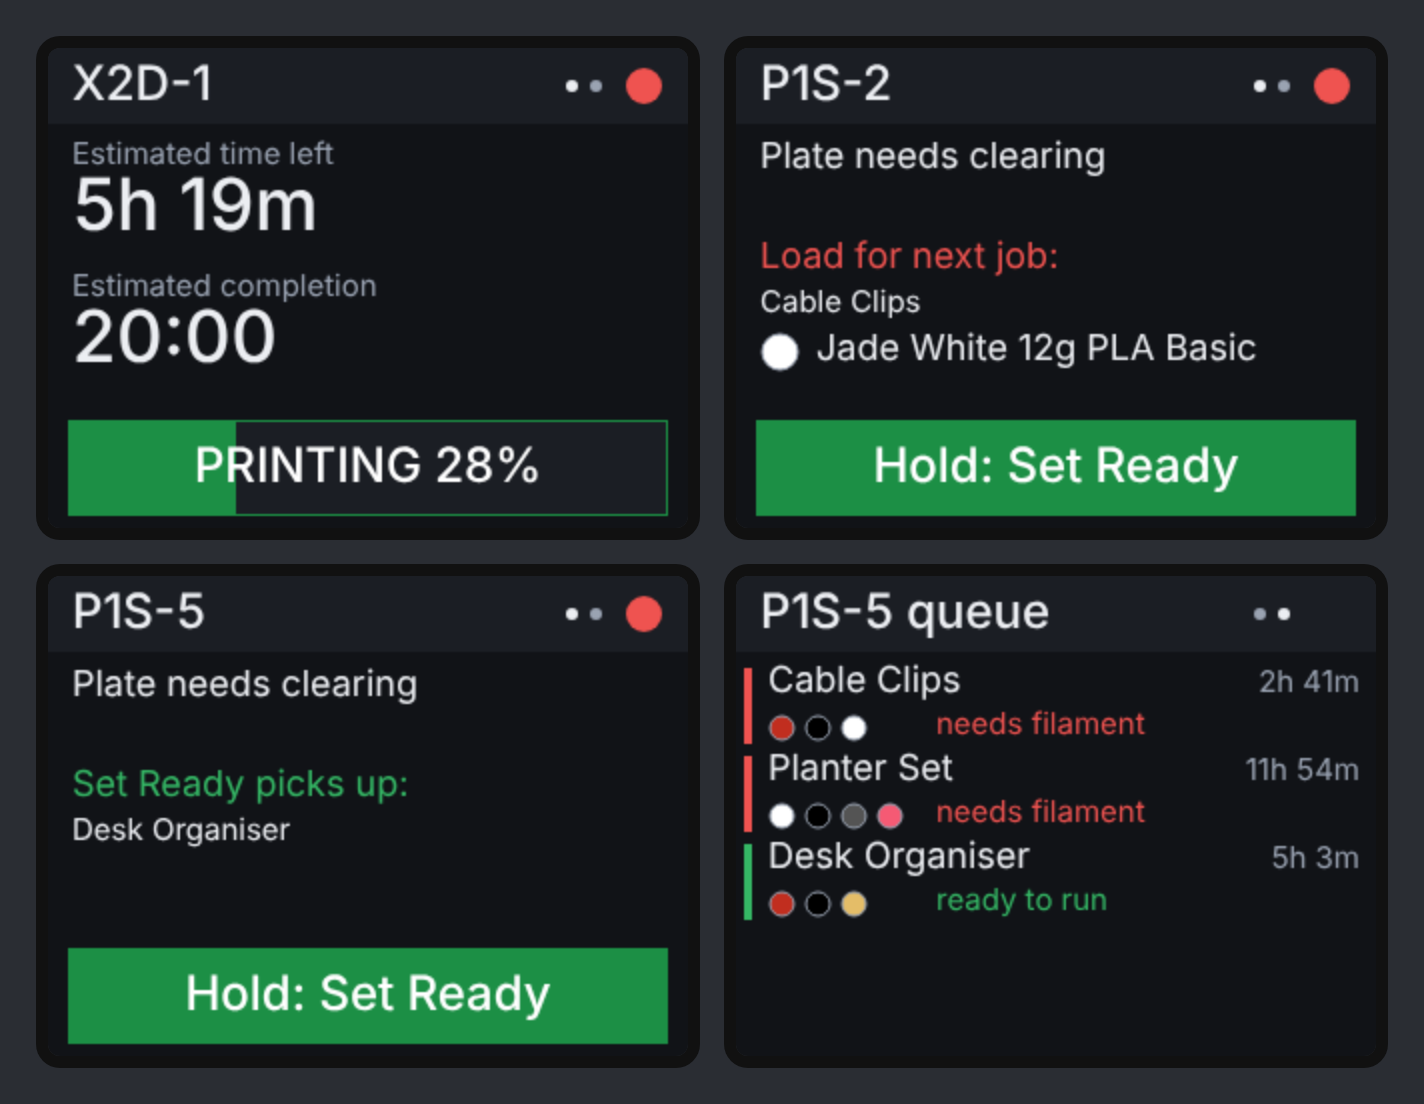 X2D-1
Estimated time left
5h 19m
Estimated completion
20:00
PRINTING 28%
P1S-2
Plate needs clearing
Load for next job:
Cable Clips
Jade White 12g PLA Basic
Hold: Set Ready
P1S-5
Plate needs clearing
Set Ready picks up:
Desk Organiser
Hold: Set Ready
P1S-5 queue
Cable Clips 2h 41m
needs filament
Planter Set 11h 54m
needs filament
Desk Organiser 5h 3m
ready to run